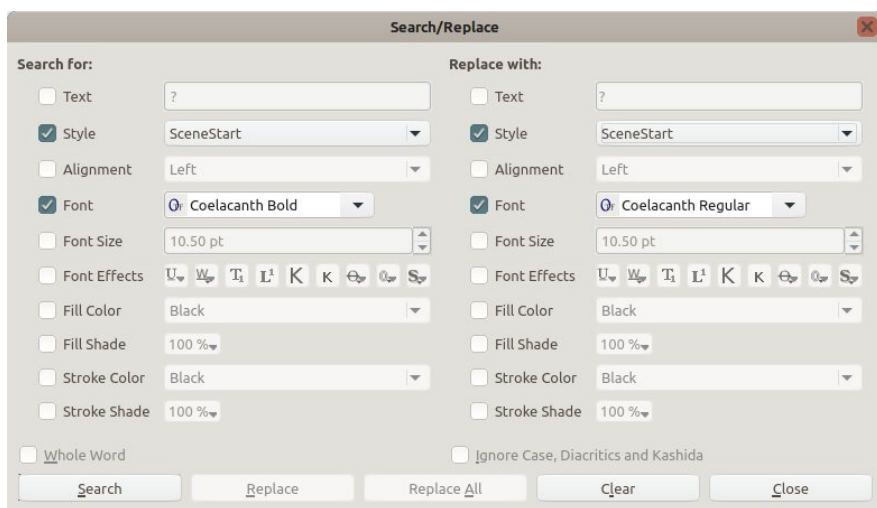 Search/Replace
Search for:
Replace with:
Text
?
Text
?
Style
SceneStart
Style
SceneStart
Alignment
Left
Alignment
Left
Font
Coelacanth Bold
Font
Coelacanth Regular
Font Size
10.50 pt
Font Size
10.50 pt
Font Effects
Font Effects
Fill Color
Black
Fill Color
Black
Fill Shade
100 %
Fill Shade
100 %
Stroke Color
Black
Stroke Color
Black
Stroke Shade
100 %
Stroke Shade
100 %
Whole Word
Ignore Case, Diacritics and Kashida
Search
Replace
Replace All
Clear
Close